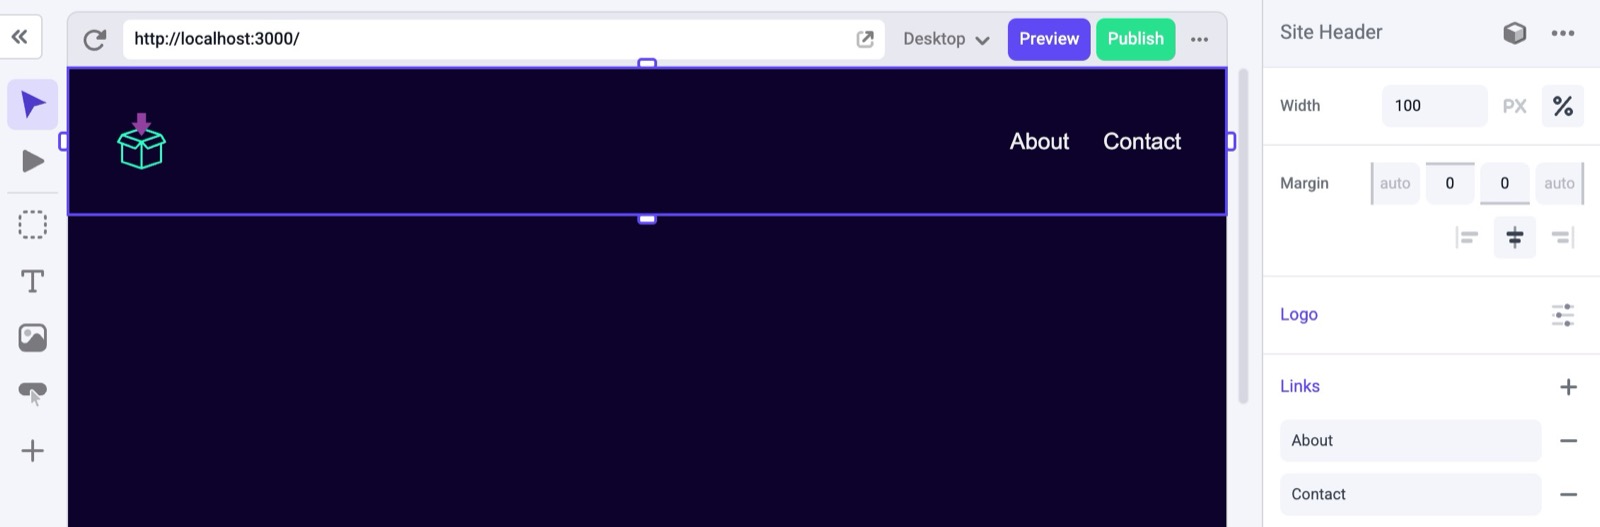 http://localhost:3000/
Desktop
Preview
Publish
About
Contact
Site Header
Width
100
PX
%
Margin
auto
0
0
auto
Logo
Links
About
Contact